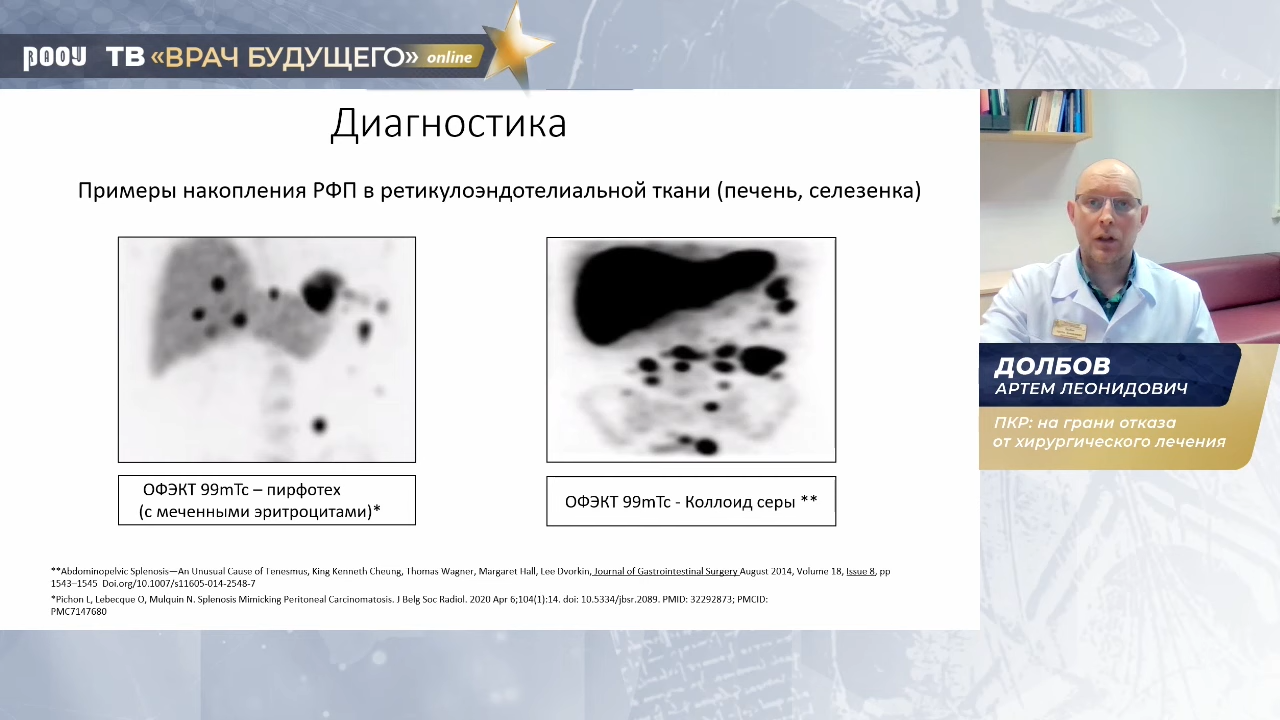 РООУ ТВ «ВРАЧ БУДУЩЕГО» online
Диагностика
Примеры накопления РФП в ретикулоэндотелиальной ткани (печень, селезенка)
ОФЭКТ 99mTc – пирфотех
(с меченными эритроцитами)*
ОФЭКТ 99mTc - Коллоид серы **
**Abdominopelvic Splenosis—An Unusual Cause of Tenesmus, King Kenneth Cheung, Thomas Wagner, Margaret Hall, Lee Dvorkin, Journal of Gastrointestinal Surgery August 2014, Volume 18, Issue 8, pp
1543–1545 Doi.org/10.1007/s11605-014-2548-7
*Pichon L, Lebecque O, Mulquin N. Splenosis Mimicking Peritoneal Carcinomatosis. J Belg Soc Radiol. 2020 Apr 6;104(1):14. doi: 10.5334/jbsr.2089. PMID: 32292873; PMCID:
PMC7147680
ДОЛБОВ
АРТЕМ ЛЕОНИДОВИЧ
ПКР: на грани отказа
от хирургического лечения